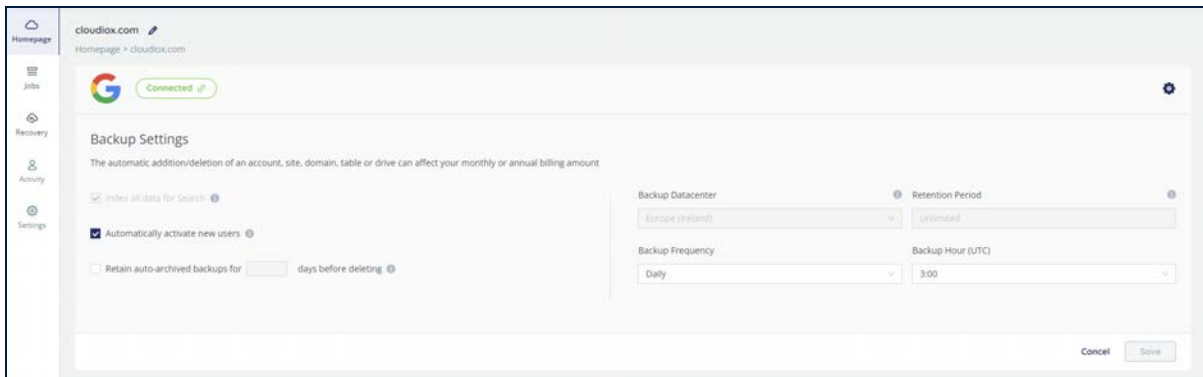 Homepage
Jobs
Recovery
Activity
Settings
cloudiox.com
Homepage > cloudiox.com
Connected
Backup Settings
The automatic addition/deletion of an account, site, domain, table or drive can affect your monthly or annual billing amount
Index all data for Search
Automatically activate new users
Retain auto-archived backups for days before deleting
Backup Datacenter
Europe (Ireland)
Retention Period
Unlimited
Backup Frequency
Daily
Backup Hour (UTC)
3:00
Cancel
Save